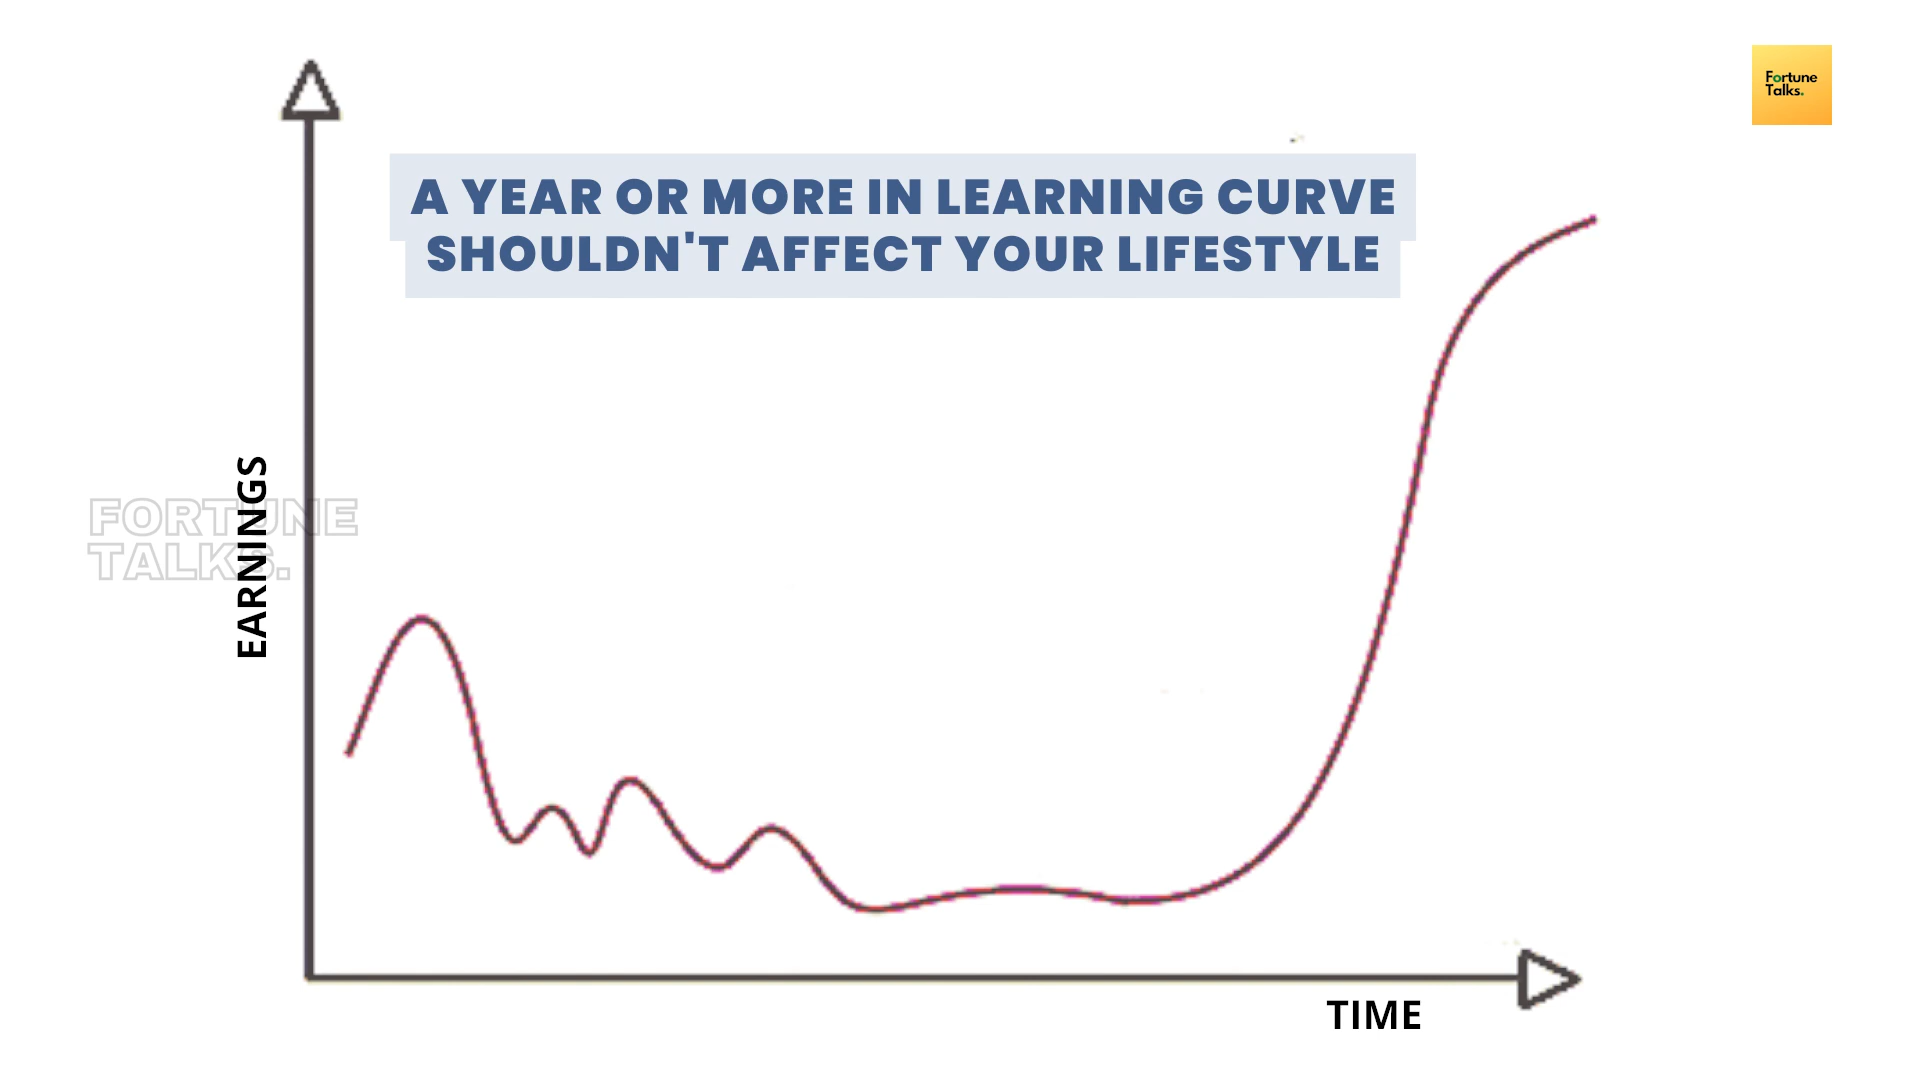 Fortune
Talks.
A YEAR OR MORE IN LEARNING CURVE
SHOULDN'T AFFECT YOUR LIFESTYLE
EARNINGS
FORTUNE
TALKS.
TIME